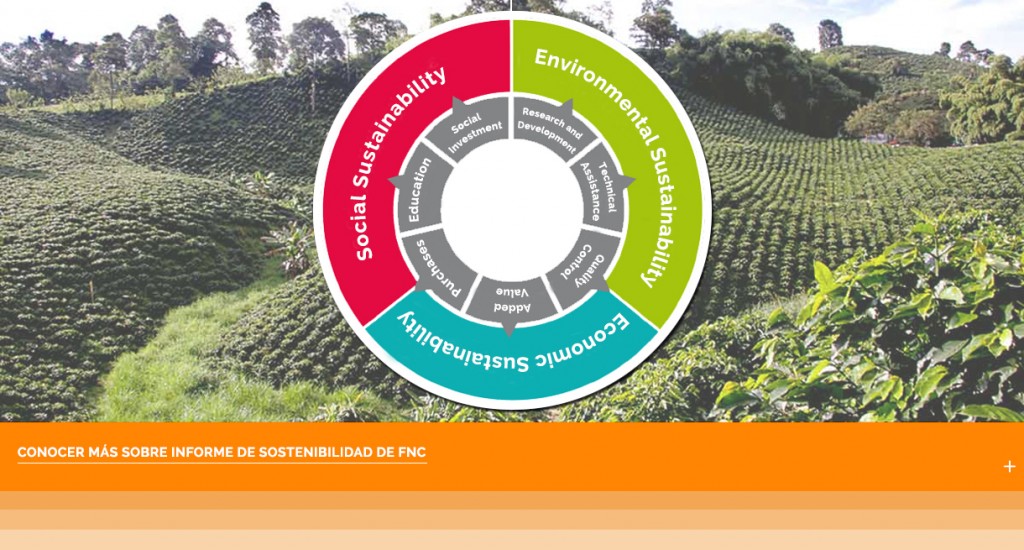 Social Sustainability
Environmental Sustainability
Economic Sustainability
Social
Investment
Research and
Development
Technical
Assistance
Quality
Control
Added
Value
Purchases
Education
CONOCER MÁS SOBRE INFORME DE SOSTENIBILIDAD DE FNC
+